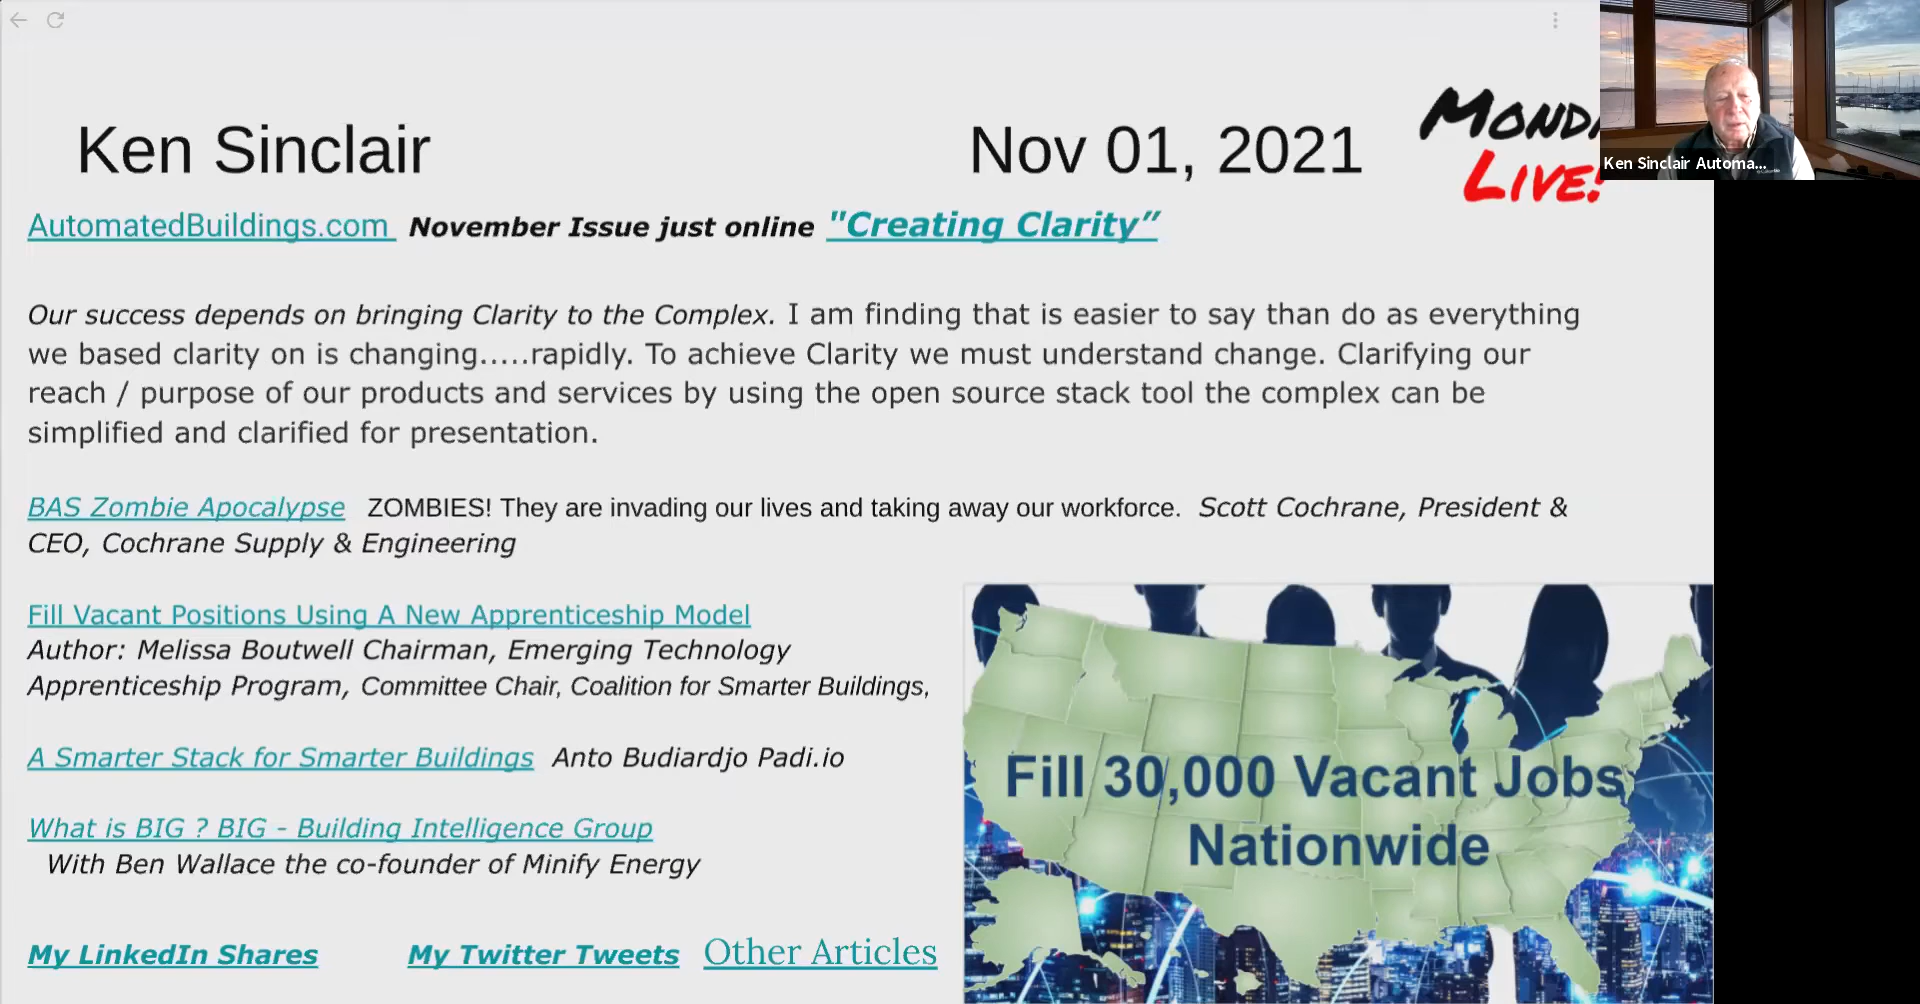 Ken Sinclair
Nov 01, 2021
MOND
LIVE!
Ken Sinclair Automa...
AutomatedBuildings.com November Issue just online "Creating Clarity”
Our success depends on bringing Clarity to the Complex. I am finding that is easier to say than do as everything
we based clarity on is changing.....rapidly. To achieve Clarity we must understand change. Clarifying our
reach / purpose of our products and services by using the open source stack tool the complex can be
simplified and clarified for presentation.
BAS Zombie Apocalypse ZOMBIES! They are invading our lives and taking away our workforce. Scott Cochrane, President &
CEO, Cochrane Supply & Engineering
Fill Vacant Positions Using A New Apprenticeship Model
Author: Melissa Boutwell Chairman, Emerging Technology
Apprenticeship Program, Committee Chair, Coalition for Smarter Buildings,
A Smarter Stack for Smarter Buildings Anto Budiardjo Padi.io
What is BIG ? BIG - Building Intelligence Group
With Ben Wallace the co-founder of Minify Energy
My LinkedIn Shares My Twitter Tweets Other Articles
Fill 30,000 Vacant Jobs
Nationwide